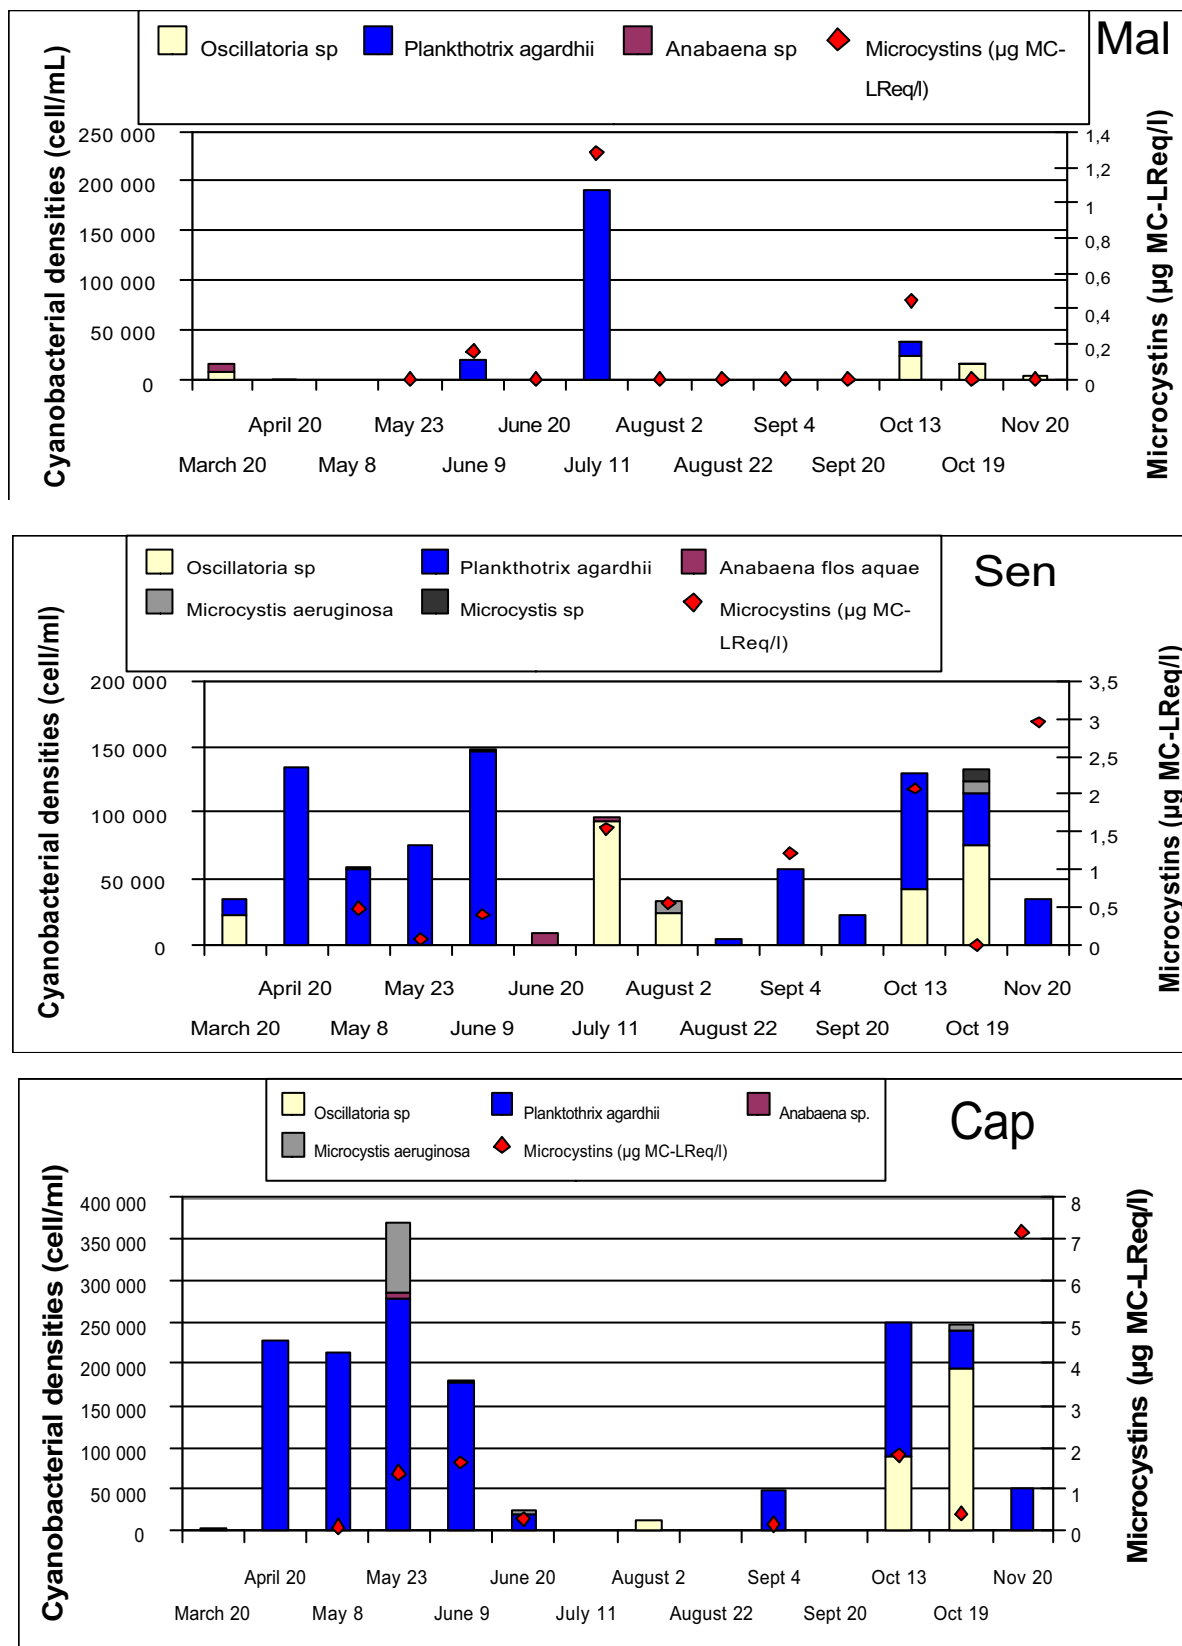 Mal
Oscillatoria sp
Plankthotrix agardhii
Anabaena sp
Microcystins (µg MC-
LReq/l)
Cyanobacterial densities (cell/mL)
250 000
200 000
150 000
100 000
50 000
0
1,4
1,2
1
0,8
0,6
0,4
0,2
0
Microcystins (µg MC-LReq/l)
April 20 May 23 June 20 August 2 Sept 4 Oct 13 Nov 20
March 20 May 8 June 9 July 11 August 22 Sept 20 Oct 19
Sen
Oscillatoria sp
Plankthotrix agardhii
Anabaena flos aquae
Microcystis aeruginosa
Microcystis sp
Microcystins (µg MC-
LReq/l)
Cyanobacterial densities (cell/ml)
200 000
150 000
100 000
50 000
0
3,5
3
2,5
2
1,5
1
0,5
0
Microcystins (µg MC-LReq/l)
April 20 May 23 June 20 August 2 Sept 4 Oct 13 Nov 20
March 20 May 8 June 9 July 11 August 22 Sept 20 Oct 19
Cap
Oscillatoria sp
Planktothrix agardhii
Anabaena sp.
Microcystis aeruginosa
Microcystins (µg MC-LReq/l)
Cyanobacterial densities (cell/ml)
400 000
350 000
300 000
250 000
200 000
150 000
100 000
50 000
0
8
7
6
5
4
3
2
1
0
Microcystins (µg MC-LReq/l)
April 20 May 23 June 20 August 2 Sept 4 Oct 13 Nov 20
March 20 May 8 June 9 July 11 August 22 Sept 20 Oct 19